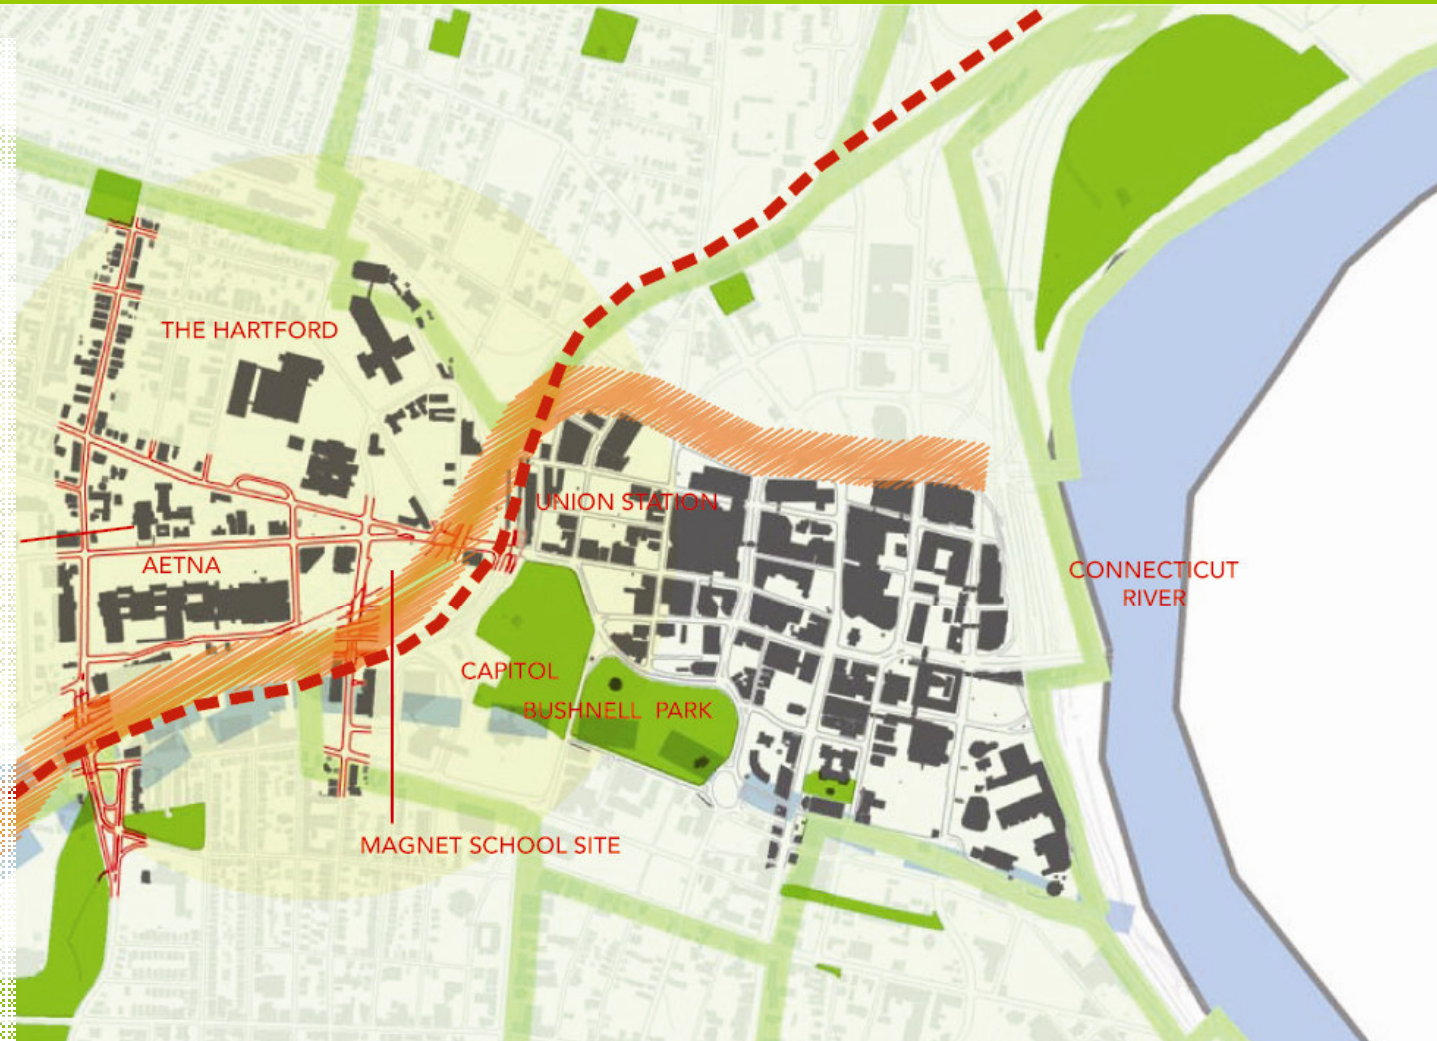 THE HARTFORD
UNION STATION
AETNA
CONNECTICUT
RIVER
CAPITOL
BUSHNELL PARK
MAGNET SCHOOL SITE